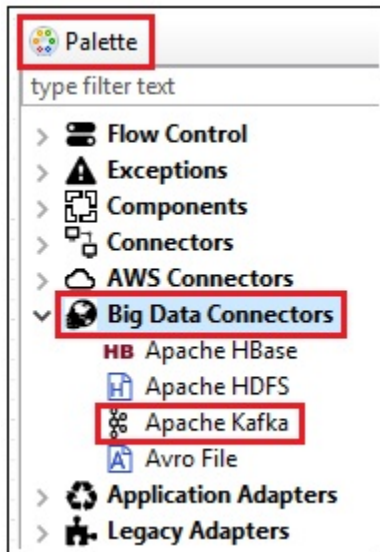 Palette
type filter text
Flow Control
Exceptions
Components
Connectors
AWS Connectors
Big Data Connectors
HB Apache HBase
H Apache HDFS
Apache Kafka
A Avro File
Application Adapters
Legacy Adapters